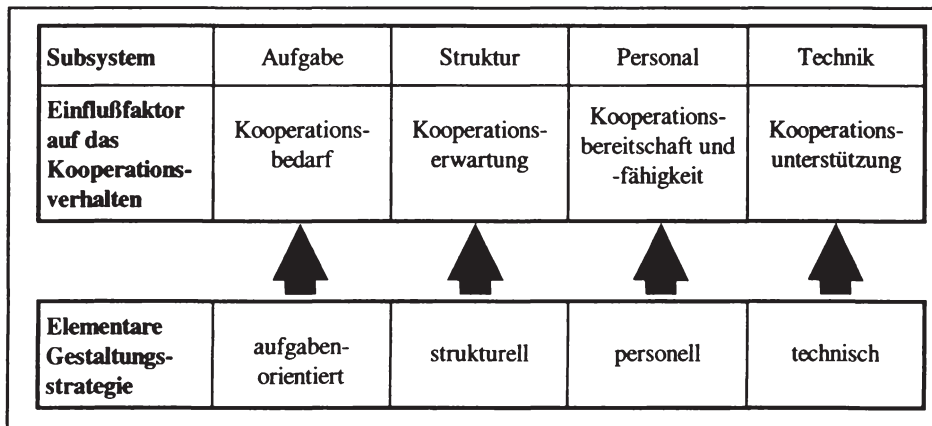 Subsystem
Aufgabe
Struktur
Personal
Technik
Einflußfaktor
auf das
Kooperations-
verhalten
Kooperations-
bedarf
Kooperations-
erwartung
Kooperations-
bereitschaft und
-fähigkeit
Kooperations-
unterstützung
Elementare
Gestaltungs-
strategie
aufgaben-
orientiert
strukturell
personell
technisch